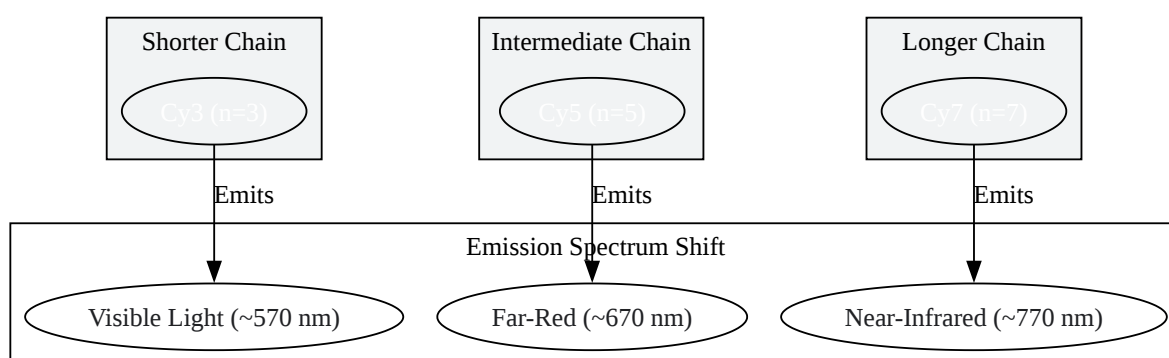 Shorter Chain
Intermediate Chain
Longer Chain
Cy3 (n=3)
Cy5 (n=5)
Cy7 (n=7)
Emits
Emits
Emits
Emission Spectrum Shift
Visible Light (~570 nm)
Far-Red (~670 nm)
Near-Infrared (~770 nm)